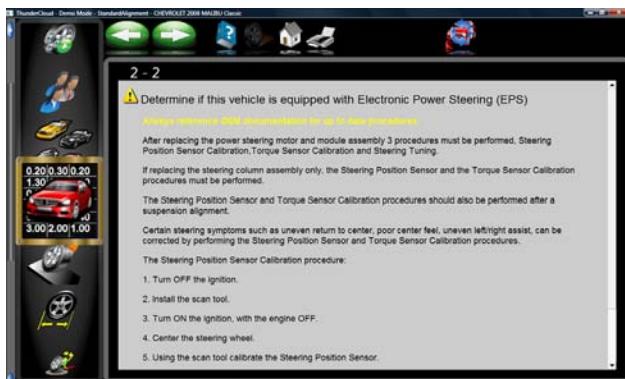 ThunderCloud - Demo Mode - StandardAlignment - CHEVROLET 2008 MALIBU Classic
2 - 2
Determine if this vehicle is equipped with Electronic Power Steering (EPS)
Always reference OEM documentation for up to date procedures.
After replacing the power steering motor and module assembly 3 procedures must be performed, Steering
Position Sensor Calibration,Torque Sensor Calibration and Steering Tuning.
If replacing the steering column assembly only, the Steering Position Sensor and the Torque Sensor Calibration
procedures must be performed.
The Steering Position Sensor and Torque Sensor Calibration procedures should also be performed after a
suspension alignment.
Certain steering symptoms such as uneven return to center, poor center feel, uneven left/right assist, can be
corrected by performing the Steering Position Sensor and Torque Sensor Calibration procedures.
The Steering Position Sensor Calibration procedure:
1. Turn OFF the ignition.
2. Install the scan tool.
3. Turn ON the ignition, with the engine OFF.
4. Center the steering wheel.
5. Using the scan tool calibrate the Steering Position Sensor.
0.20 0.30 0.20
1.30
3.00 2.00 1.00